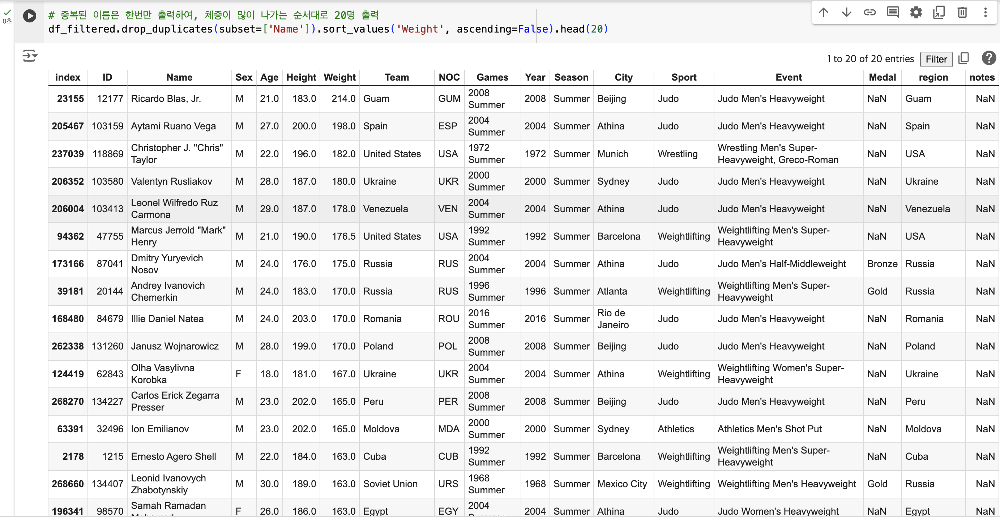 0초
# 중복된 이름은 한번만 출력하여, 체중이 많이 나가는 순서대로 20명 출력
df_filtered.drop_duplicates(subset=['Name']).sort_values('Weight', ascending=False).head(20)
1 to 20 of 20 entries Filter ?
index ID Name Sex Age Height Weight Team NOC Games Year Season City Sport Event Medal region notes
23155 12177 Ricardo Blas, Jr. M 21.0 183.0 214.0 Guam GUM 2008 Summer 2008 Summer Beijing Judo Judo Men's Heavyweight NaN Guam NaN
205467 103159 Aytami Ruano Vega M 27.0 200.0 198.0 Spain ESP 2004 Summer 2004 Summer Athina Judo Judo Men's Heavyweight NaN Spain NaN
237039 118869 Christopher J. "Chris" Taylor M 22.0 196.0 182.0 United States USA 1972 Summer 1972 Summer Munich Wrestling Wrestling Men's Super-Heavyweight, Greco-Roman NaN USA NaN
206352 103580 Valentyn Rusliakov M 28.0 187.0 180.0 Ukraine UKR 2000 Summer 2000 Summer Sydney Judo Judo Men's Heavyweight NaN Ukraine NaN
206004 103413 Leonel Wilfredo Ruz Carmona M 29.0 187.0 178.0 Venezuela VEN 2004 Summer 2004 Summer Athina Judo Judo Men's Heavyweight NaN Venezuela NaN
94362 47755 Marcus Jerrold "Mark" Henry M 21.0 190.0 176.5 United States USA 1992 Summer 1992 Summer Barcelona Weightlifting Weightlifting Men's Super-Heavyweight NaN USA NaN
173166 87041 Dmitry Yuryevich Nosov M 24.0 176.0 175.0 Russia RUS 2004 Summer 2004 Summer Athina Judo Judo Men's Half-Middleweight Bronze Russia NaN
39181 20144 Andrey Ivanovich Chemerkin M 24.0 183.0 170.0 Russia RUS 1996 Summer 1996 Summer Atlanta Weightlifting Weightlifting Men's Super-Heavyweight Gold Russia NaN
168480 84679 Illie Daniel Natea M 24.0 203.0 170.0 Romania ROU 2016 Summer 2016 Summer Rio de Janeiro Judo Judo Men's Heavyweight NaN Romania NaN
262338 131260 Janusz Wojnarowicz M 28.0 199.0 170.0 Poland POL 2008 Summer 2008 Summer Beijing Judo Judo Men's Heavyweight NaN Poland NaN
124419 62843 Olha Vasylivna Korobka F 18.0 181.0 167.0 Ukraine UKR 2004 Summer 2004 Summer Athina Weightlifting Weightlifting Women's Super-Heavyweight NaN Ukraine NaN
268270 134227 Carlos Erick Zegarra Presser M 23.0 202.0 165.0 Peru PER 2008 Summer 2008 Summer Beijing Judo Judo Men's Heavyweight NaN Peru NaN
63391 32496 Ion Emilianov M 23.0 202.0 165.0 Moldova MDA 2000 Summer 2000 Summer Sydney Athletics Athletics Men's Shot Put NaN Moldova NaN
2178 1215 Ernesto Agero Shell M 22.0 184.0 163.0 Cuba CUB 1992 Summer 1992 Summer Barcelona Weightlifting Weightlifting Men's Super-Heavyweight NaN Cuba NaN
268660 134407 Leonid Ivanovych Zhabotynskiy M 30.0 189.0 163.0 Soviet Union URS 1968 Summer 1968 Summer Mexico City Weightlifting Weightlifting Men's Heavyweight Gold Russia NaN
196341 98570 Samah Ramadan F 26.0 186.0 163.0 Egypt EGY 2004 2004 Summer Athina Judo Judo Women's Heavyweight NaN Egypt NaN